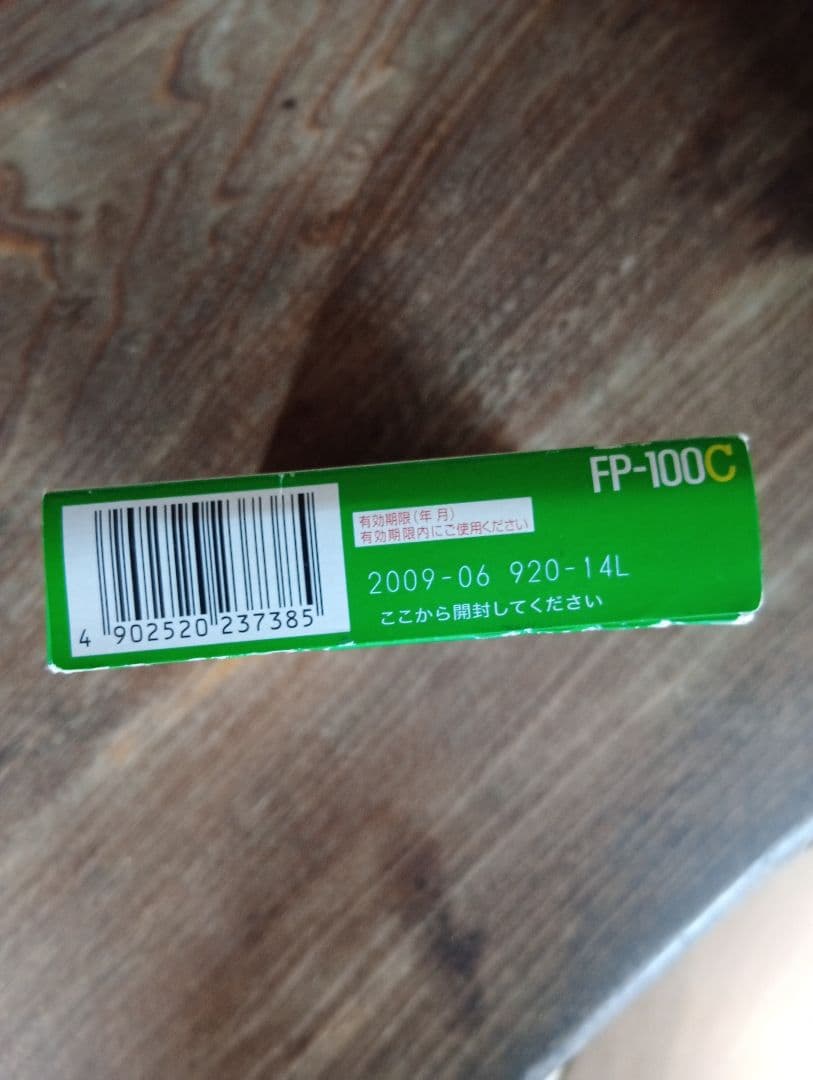 FP-100C
有効期限(年 月)
有効期限内にご使用ください
2009-06 920-14L
ここから開封してください
4 902520 237385